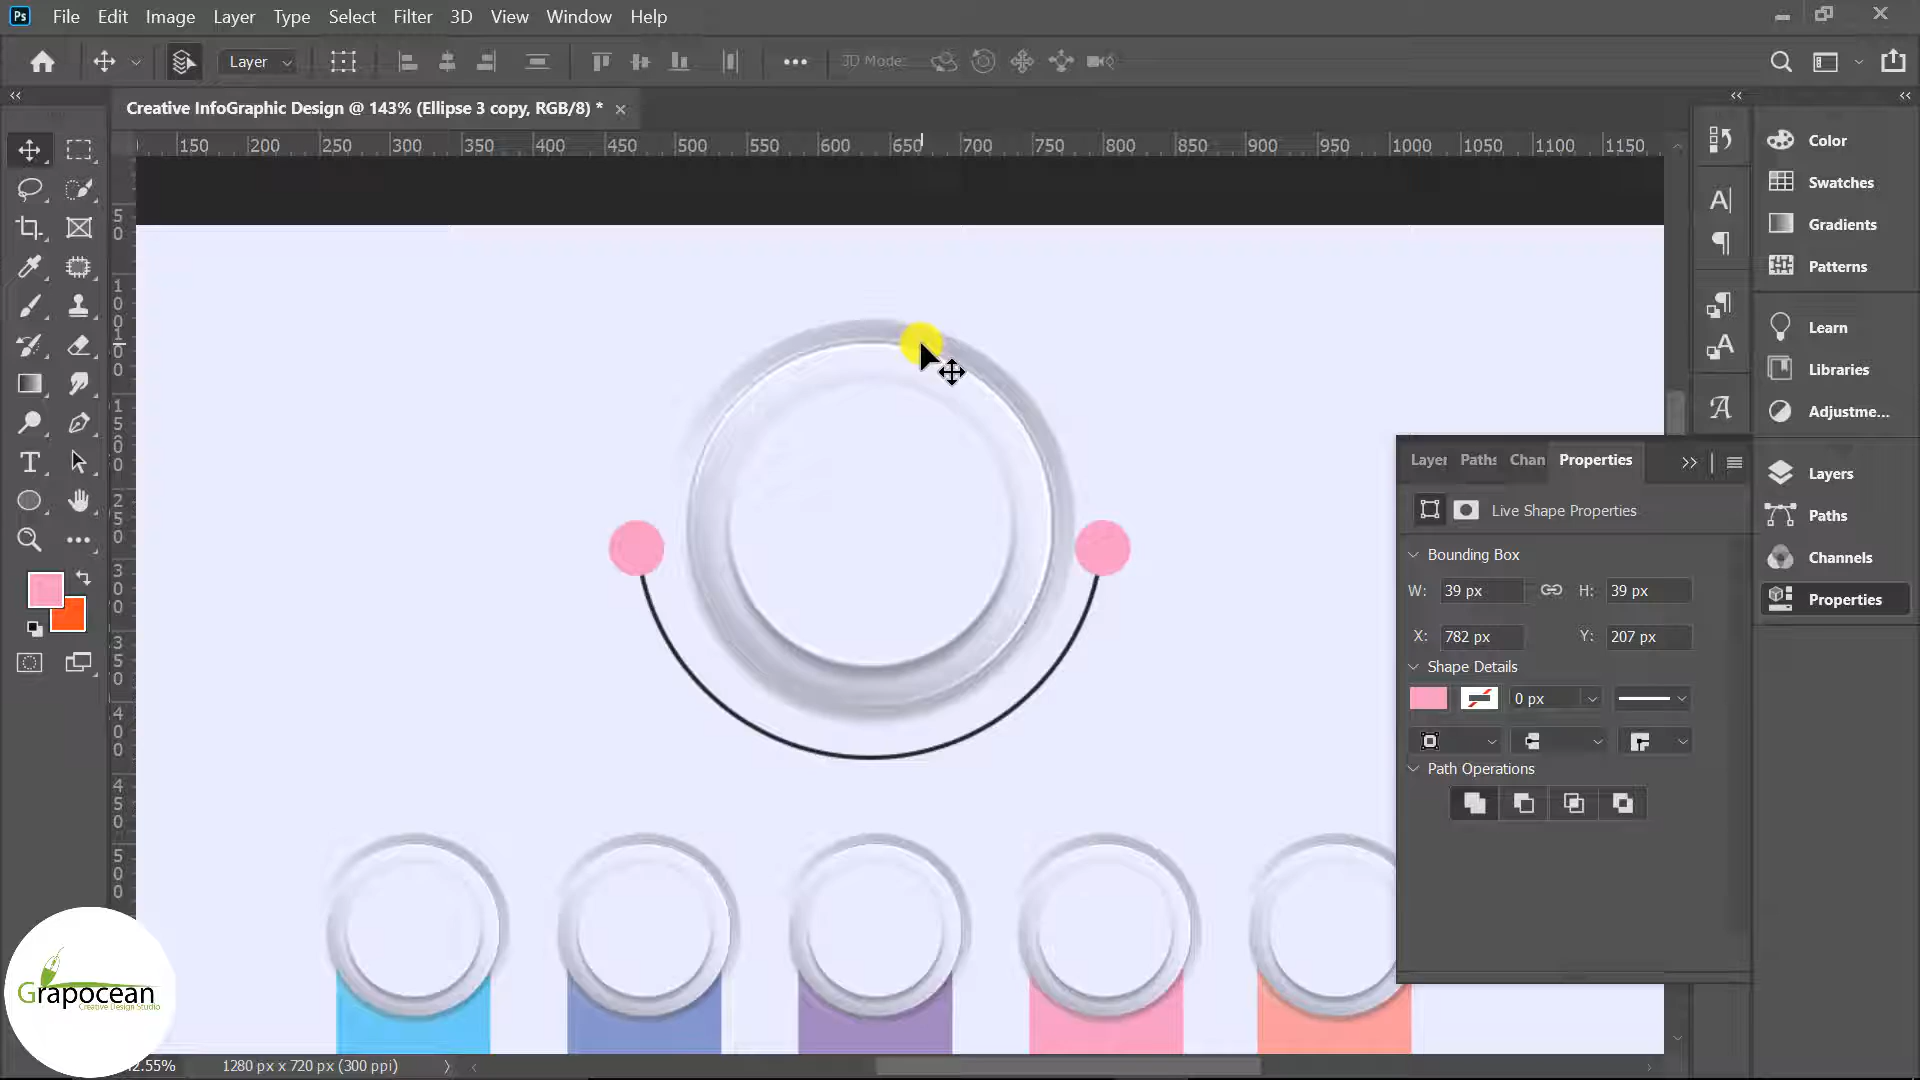 Ps File Edit Image Layer Type Select Filter 3D View Window Help
Layer 3D Mode:
Creative InfoGraphic Design @ 143% (Ellipse 3 copy, RGB/8) *
150 200 250 300 350 400 450 500 550 600 650 700 750 800 850 900 950 1000 1050 1100 1150
Color
Swatches
Gradients
Patterns
Learn
Libraries
Adjustme...
Layers
Paths
Channels
Properties
Layer Paths Chan Properties
Live Shape Properties
Bounding Box
W: 39 px H: 39 px
X: 782 px Y: 207 px
Shape Details
0 px
Path Operations
Grapocean
Creative Design Studio
2.55% 1280 px x 720 px (300 ppi)